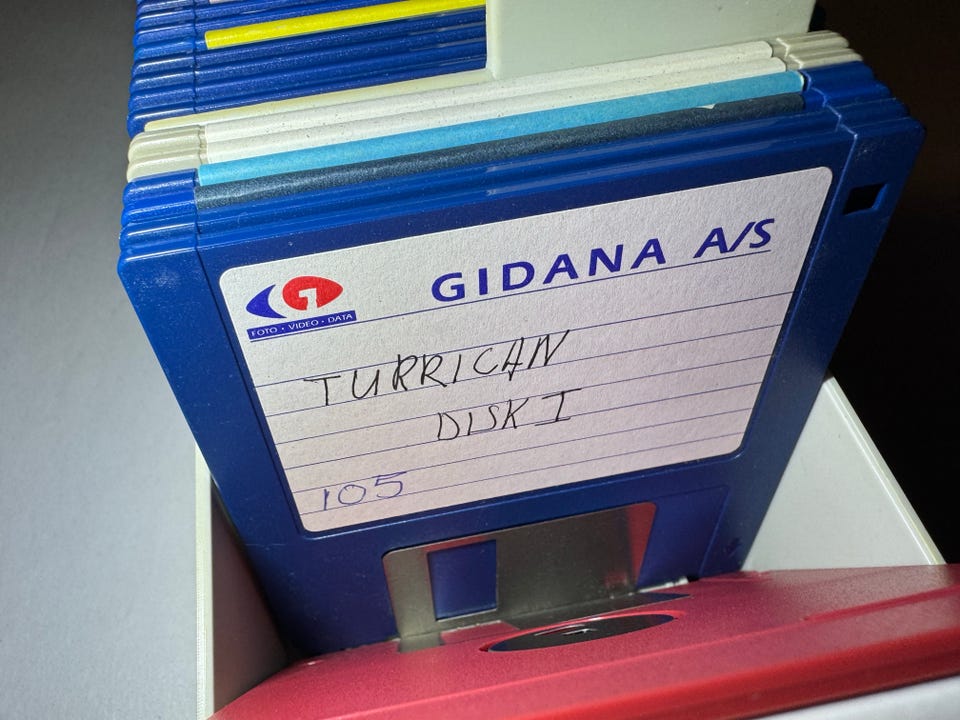 GIDANA A/S
FOTO · VIDEO · DATA
TURRICAN
DISK I
105